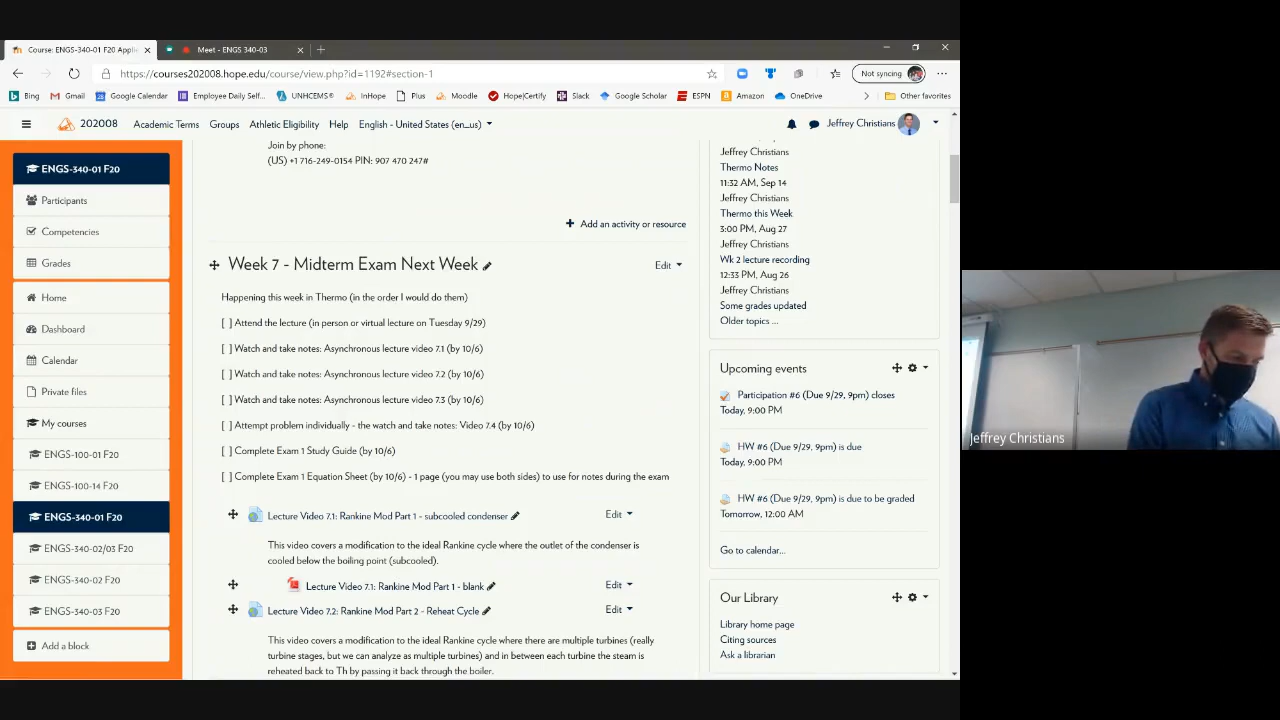 Course: ENGS-340-01 F20 Appli
Meet - ENGS 340-03
https://courses202008.hope.edu/course/view.php?id=1192#section-1
Not syncing
Bing
Gmail
Google Calendar
Employee Daily Self...
UNHCEMS®
InHope
Plus
Moodle
Hope|Certify
Slack
Google Scholar
ESPN
Amazon
OneDrive
Other favorites
202008
Academic Terms
Groups
Athletic Eligibility
Help
English - United States (en_us)
Jeffrey Christians
ENGS-340-01 F20
Participants
Competencies
Grades
Home
Dashboard
Calendar
Private files
My courses
ENGS-100-01 F20
ENGS-100-14 F20
ENGS-340-01 F20
ENGS-340-02/03 F20
ENGS-340-02 F20
ENGS-340-03 F20
Add a block
Join by phone:
(US) +1 716-249-0154 PIN: 907 470 247#
Add an activity or resource
Week 7 - Midterm Exam Next Week
Edit
Happening this week in Thermo (in the order I would do them)
[ ] Attend the lecture (in person or virtual lecture on Tuesday 9/29)
[ ] Watch and take notes: Asynchronous lecture video 7.1 (by 10/6)
[ ] Watch and take notes: Asynchronous lecture video 7.2 (by 10/6)
[ ] Watch and take notes: Asynchronous lecture video 7.3 (by 10/6)
[ ] Attempt problem individually - the watch and take notes: Video 7.4 (by 10/6)
[ ] Complete Exam 1 Study Guide (by 10/6)
[ ] Complete Exam 1 Equation Sheet (by 10/6) - 1 page (you may use both sides) to use for notes during the exam
Lecture Video 7.1: Rankine Mod Part 1 - subcooled condenser
Edit
This video covers a modification to the ideal Rankine cycle where the outlet of the condenser is
cooled below the boiling point (subcooled).
Lecture Video 7.1: Rankine Mod Part 1 - blank
Edit
Lecture Video 7.2: Rankine Mod Part 2 - Reheat Cycle
Edit
This video covers a modification to the ideal Rankine cycle where there are multiple turbines (really
turbine stages, but we can analyze as multiple turbines) and in between each turbine the steam is
reheated back to Th by passing it back through the boiler.
Jeffrey Christians
Thermo Notes
11:32 AM, Sep 14
Jeffrey Christians
Thermo this Week
3:00 PM, Aug 27
Jeffrey Christians
Wk 2 lecture recording
12:33 PM, Aug 26
Jeffrey Christians
Some grades updated
Older topics ...
Upcoming events
Participation #6 (Due 9/29, 9pm) closes
Today, 9:00 PM
HW #6 (Due 9/29, 9pm) is due
Today, 9:00 PM
HW #6 (Due 9/29, 9pm) is due to be graded
Tomorrow, 12:00 AM
Go to calendar...
Our Library
Library home page
Citing sources
Ask a librarian
Jeffrey Christians